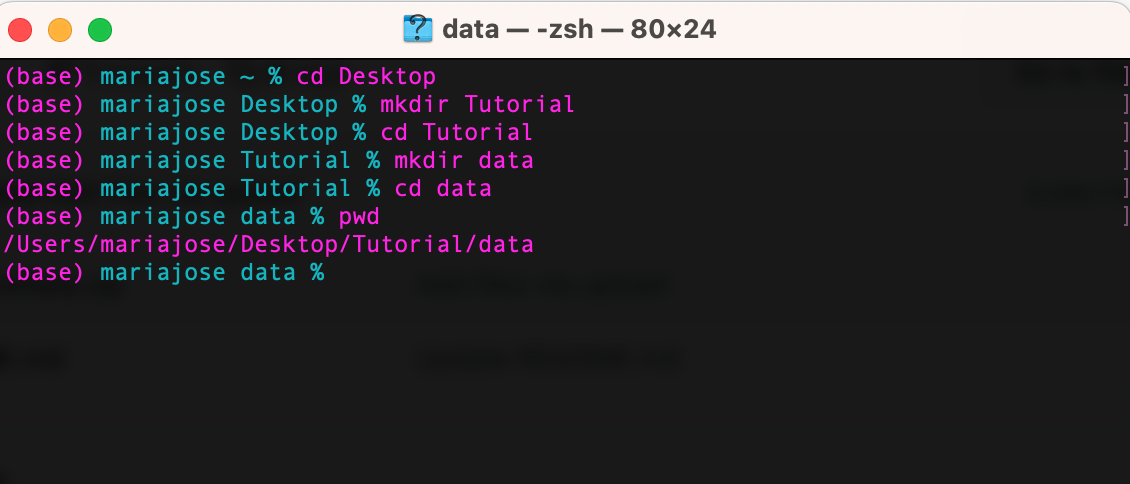 data — -zsh — 80×24
(base) mariajose ~ % cd Desktop
(base) mariajose Desktop % mkdir Tutorial
(base) mariajose Desktop % cd Tutorial
(base) mariajose Tutorial % mkdir data
(base) mariajose Tutorial % cd data
(base) mariajose data % pwd
/Users/mariajose/Desktop/Tutorial/data
(base) mariajose data %